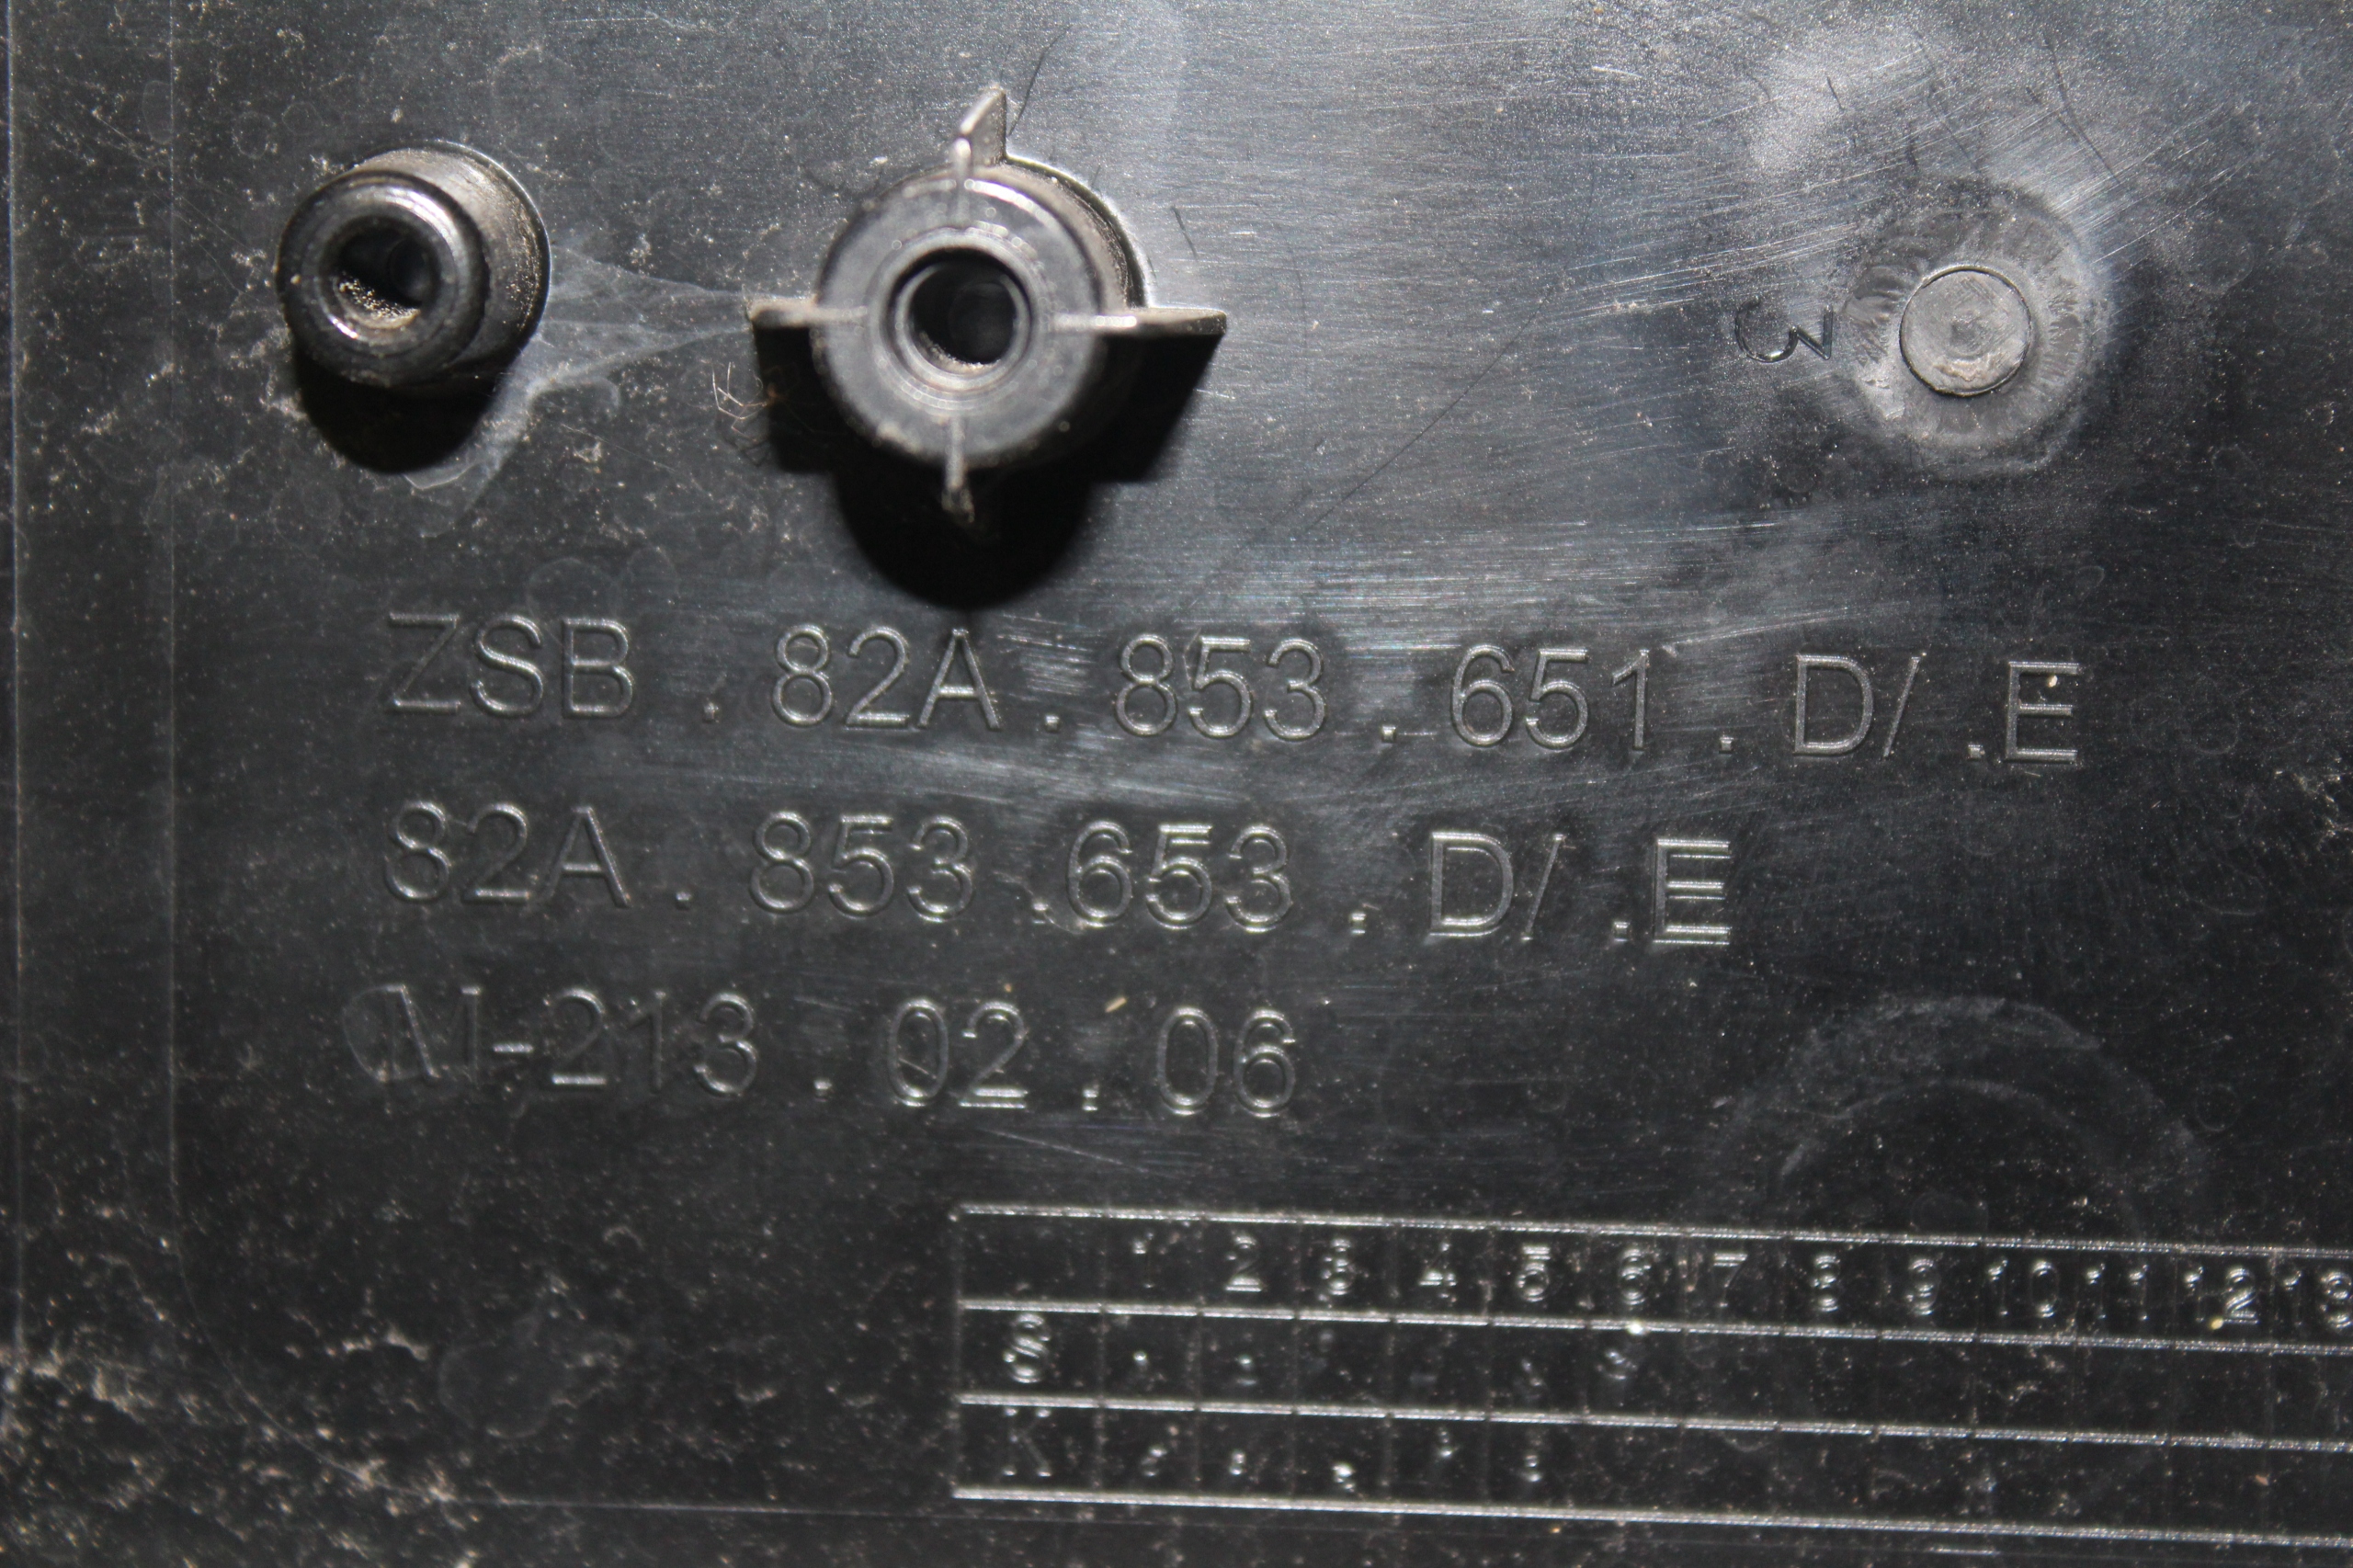 3
ZSB . 82A . 853 . 651 . D/ .E
82A . 853 .653 . D/ .E
M-213 . 02 . 06
2 3 4 5 6 7 8 9 10 11 12 13
S
K